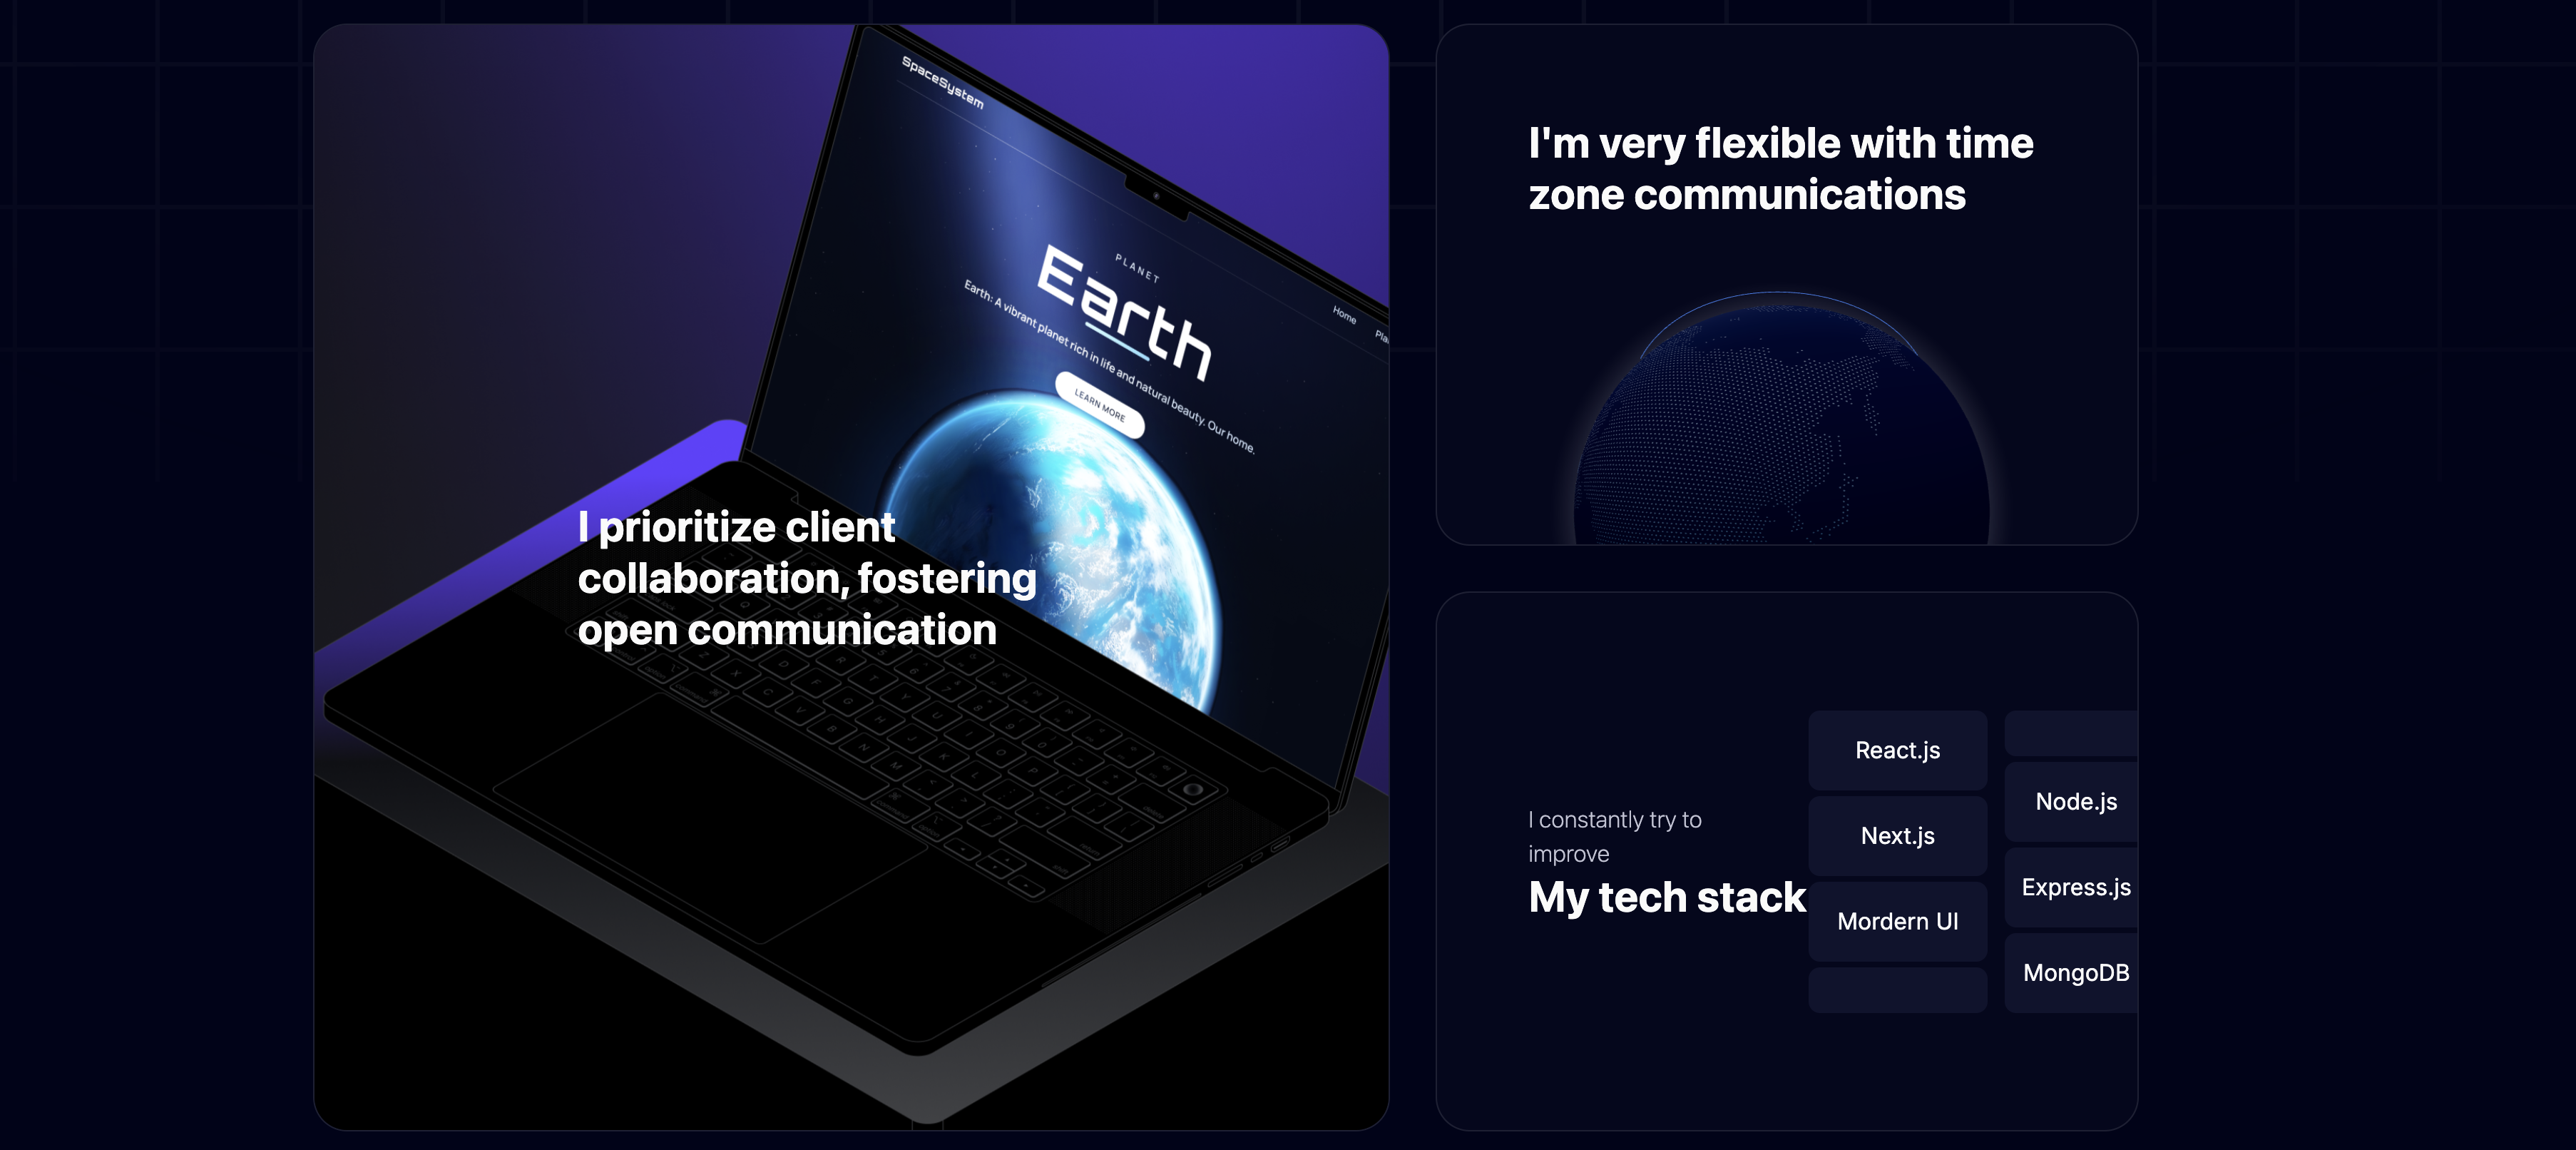 SpaceSystem
Home
PLANET
Earth
Earth: A vibrant planet rich in life and natural beauty. Our home.
LEARN MORE
I prioritize client
collaboration, fostering
open communication
I'm very flexible with time
zone communications
I constantly try to
improve
My tech stack
React.js
Next.js
Mordern UI
Node.js
Express.js
MongoDB